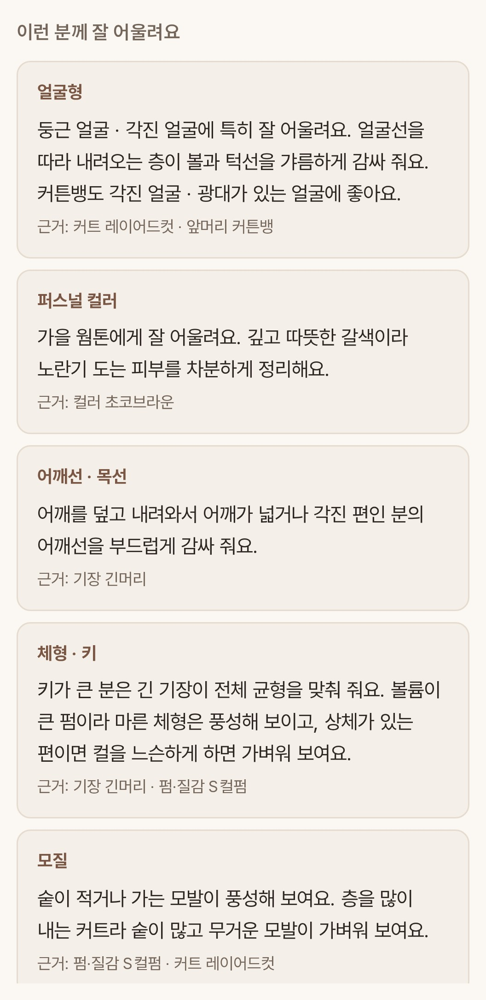 이런 분께 잘 어울려요
얼굴형
둥근 얼굴 · 각진 얼굴에 특히 잘 어울려요. 얼굴선을
따라 내려오는 층이 볼과 턱선을 갸름하게 감싸 줘요.
커튼뱅도 각진 얼굴 · 광대가 있는 얼굴에 좋아요.
근거: 커트 레이어드컷 · 앞머리 커튼뱅
퍼스널 컬러
가을 웜톤에게 잘 어울려요. 깊고 따뜻한 갈색이라
노란기 도는 피부를 차분하게 정리해요.
근거: 컬러 초코브라운
어깨선 · 목선
어깨를 덮고 내려와서 어깨가 넓거나 각진 편인 분의
어깨선을 부드럽게 감싸 줘요.
근거: 기장 긴머리
체형 · 키
키가 큰 분은 긴 기장이 전체 균형을 맞춰 줘요. 볼륨이
큰 펌이라 마른 체형은 풍성해 보이고, 상체가 있는
편이면 컬을 느슨하게 하면 가벼워 보여요.
근거: 기장 긴머리 · 펌·질감 S컬펌
모질
숱이 적거나 가는 모발이 풍성해 보여요. 층을 많이
내는 커트라 숱이 많고 무거운 모발이 가벼워 보여요.
근거: 펌·질감 S컬펌 · 커트 레이어드컷